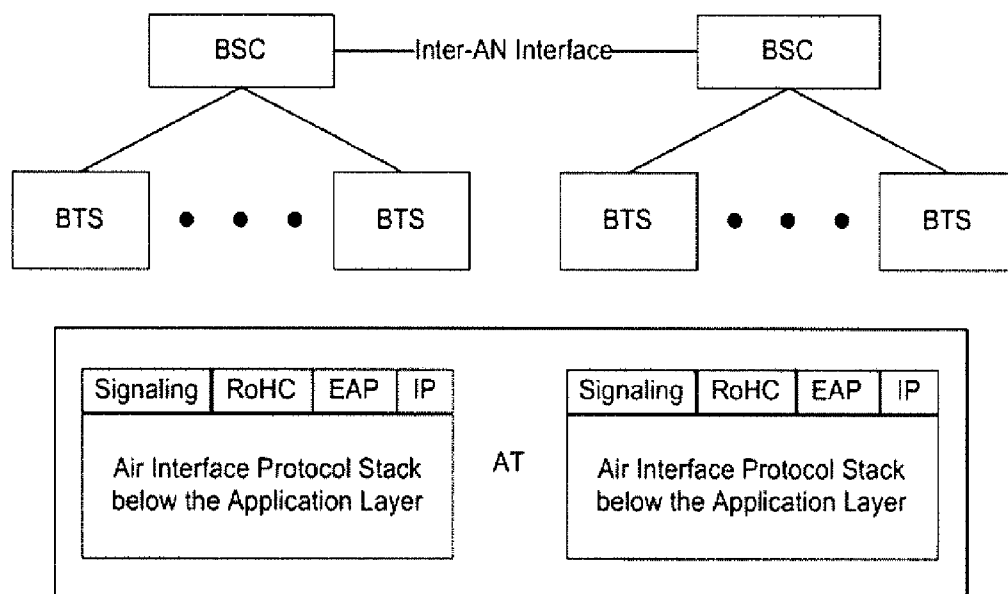 BSC Inter-AN Interface BSC
BTS BTS BTS BTS
Signaling RoHC EAP IP Signaling RoHC EAP IP
Air Interface Protocol Stack
below the Application Layer
AT
Air Interface Protocol Stack
below the Application Layer